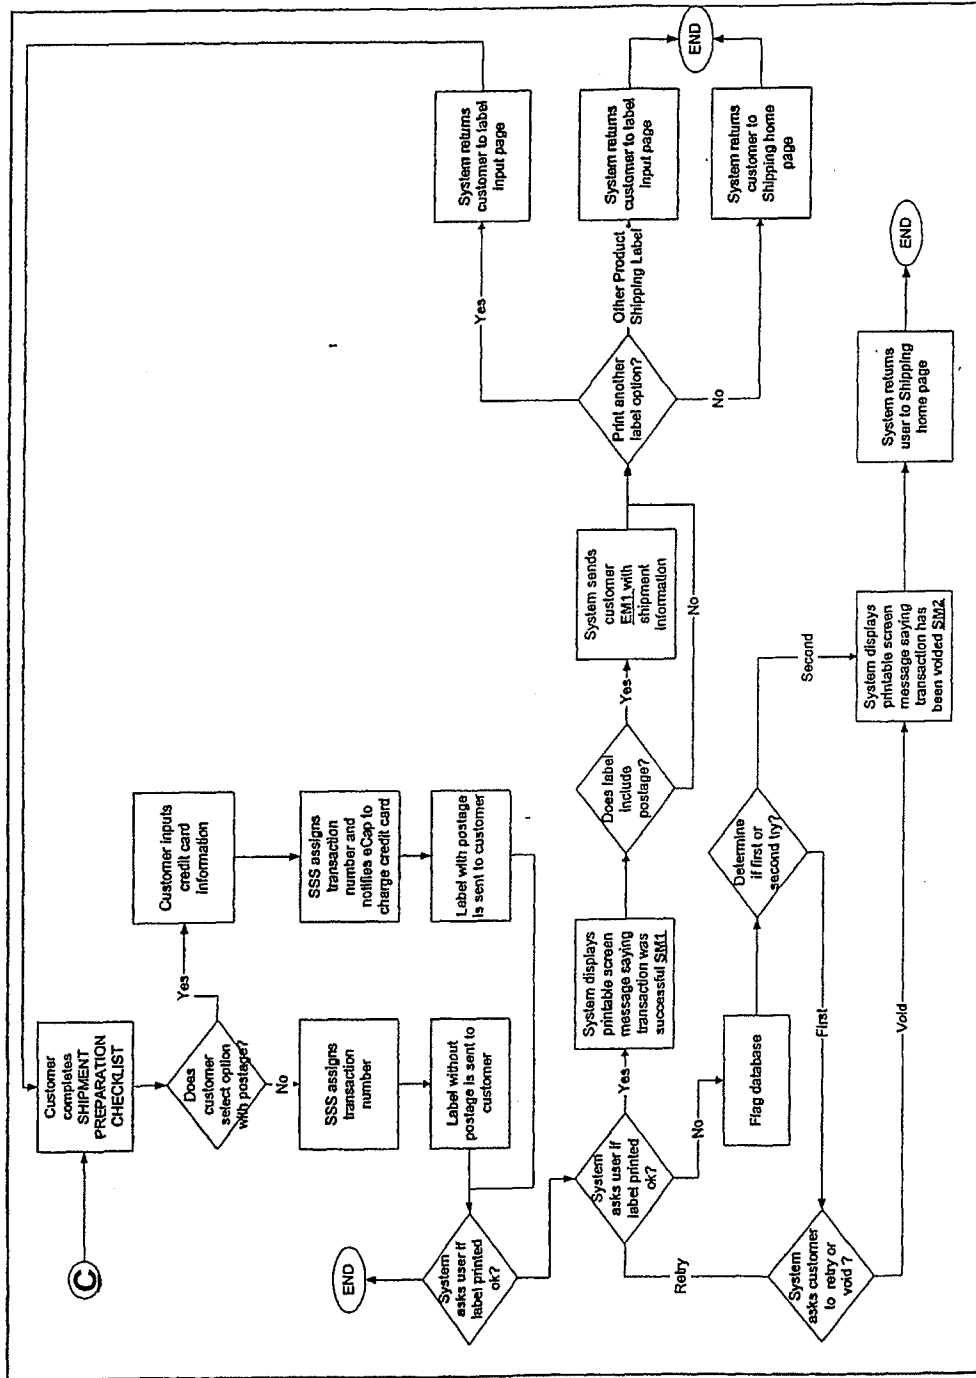 C
Customer
completes
SHIPMENT
PREPARATION
CHECKLIST
Does
customer
select option
with postage?
Yes
No
Customer inputs
credit card
information
SSS assigns
transaction
number and
notifies eCap to
charge credit card
Label with postage
is sent to customer
SSS assigns
transaction
number
Label without
postage is sent to
customer
System
asks user if
label printed
ok?
END
System
asks user if
label printed
ok?
Yes
No
Retry
System displays
printable screen
message saying
transaction was
successful SM1
Does label
include
postage?
Yes
No
System sends
customer
EM1 with
shipment
information
Print another
label option?
Yes
System returns
customer to label
input page
Other Product
Shipping Label
System returns
customer to label
input page
No
System returns
customer to
Shipping home
page
END
Flag database
Determine
if first or
second try?
First
Second
System
asks customer
to retry or
void ?
Void
System displays
printable screen
message saying
transaction has
been voided SM2
System returns
user to Shipping
home page
END